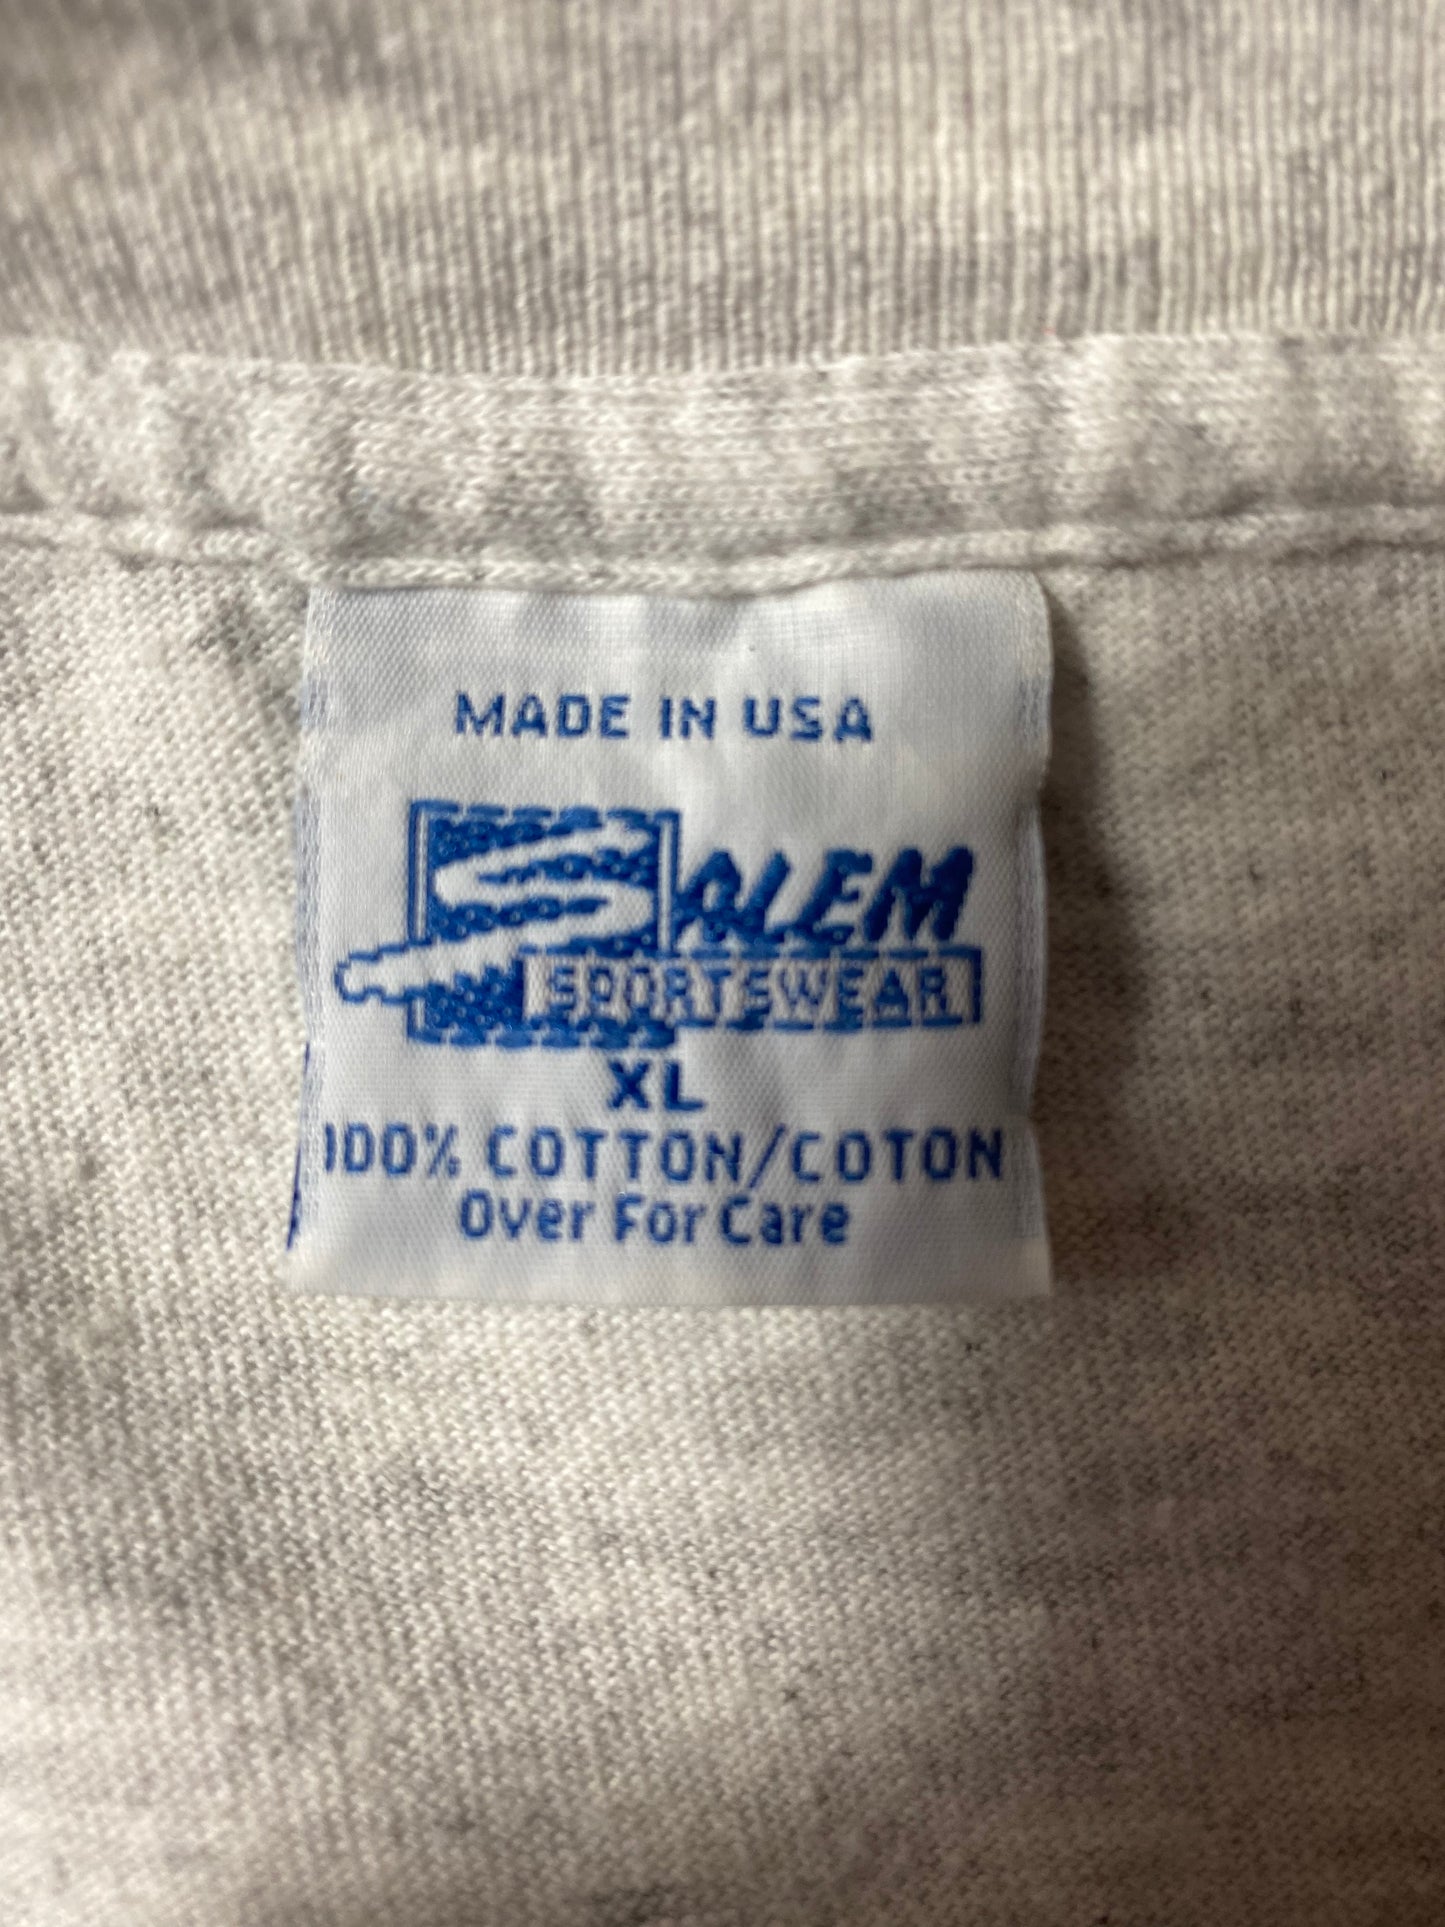 MADE IN USA
SALEM
SPORTSWEAR
XL
100% COTTON/COTON
Over For Care